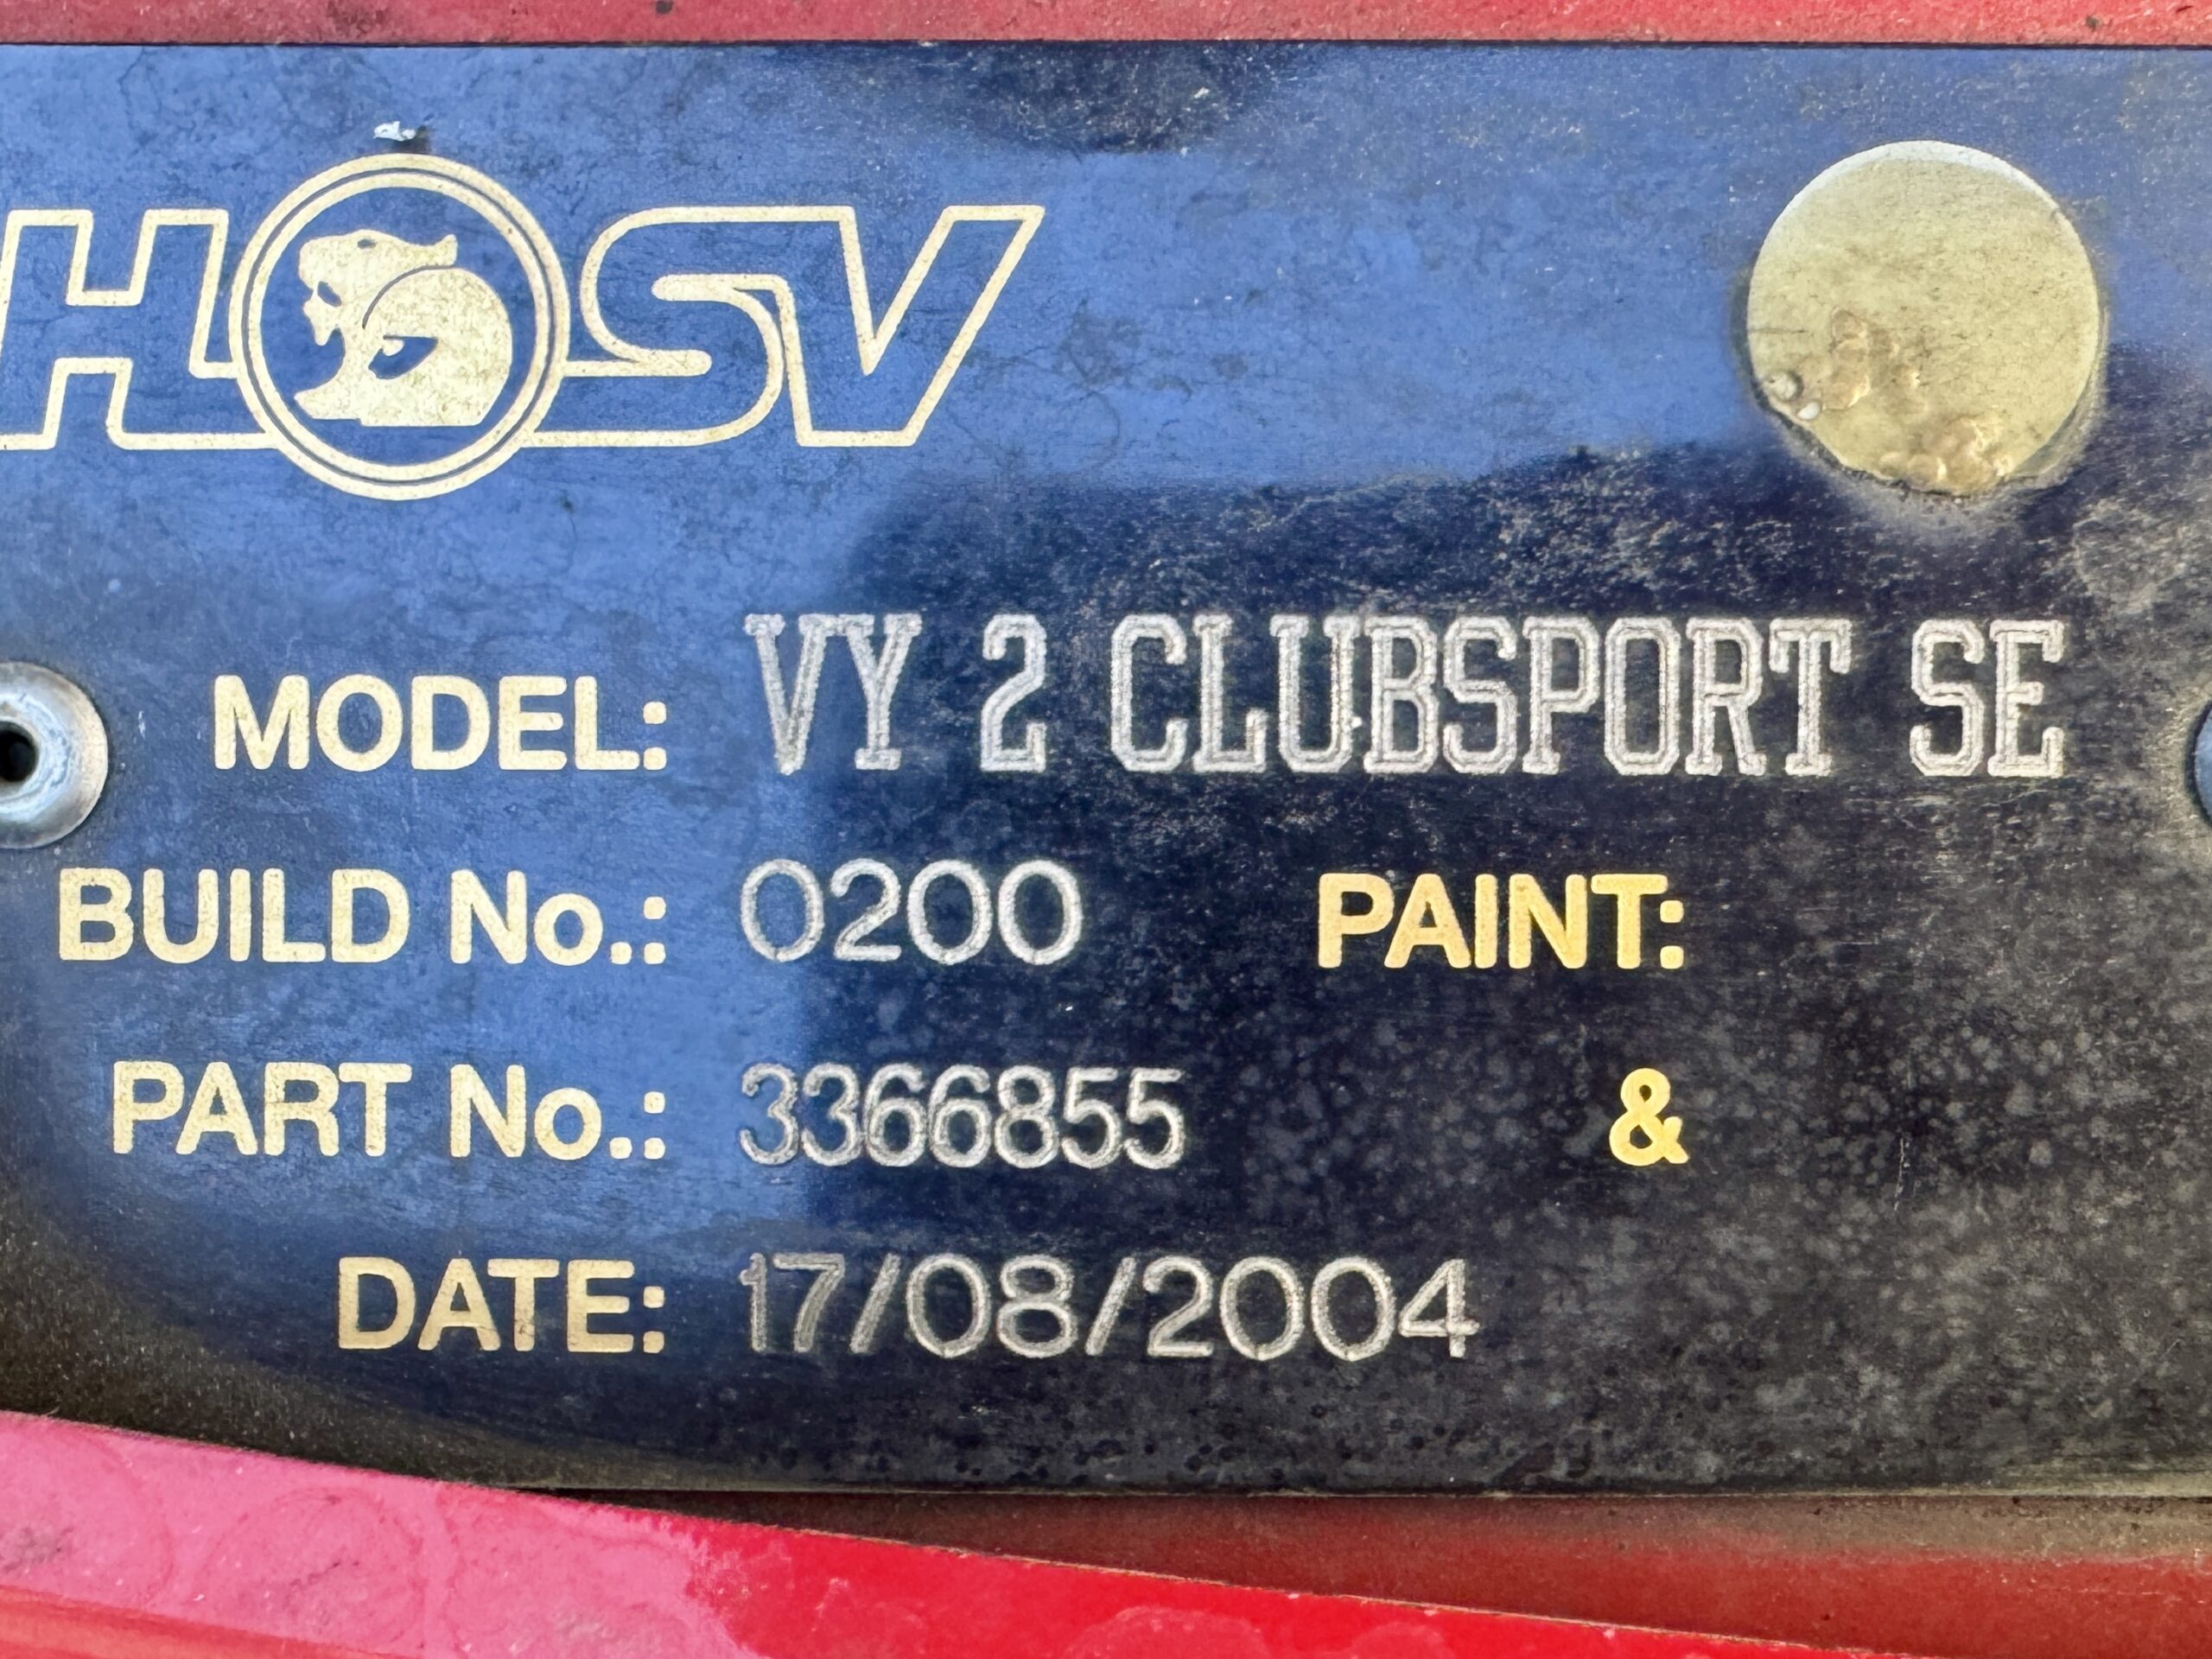 HSV
MODEL: VY 2 CLUBSPORT SE
BUILD No.: 0200 PAINT:
PART No.: 3366855 &
DATE: 17/08/2004